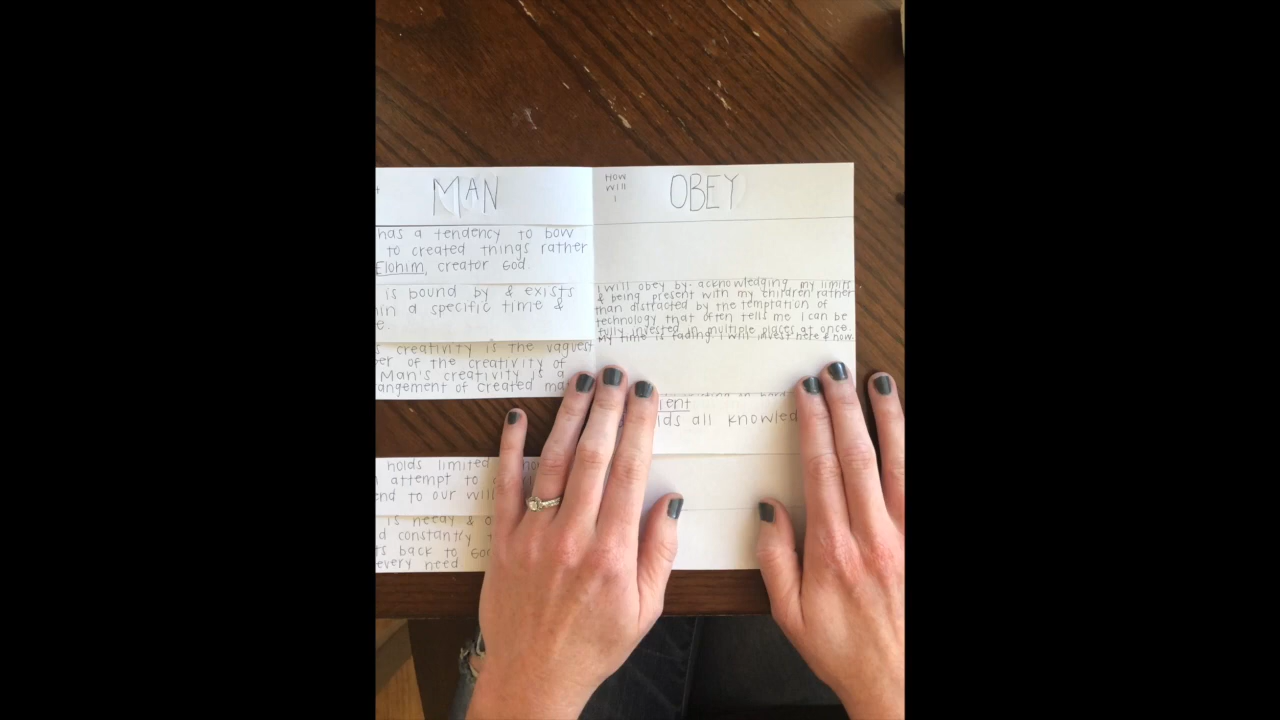 MAN
has a tendency to bow
to created things rather
Elohim, creator God.
is bound by & exists
in a specific time &
creativity is the vaguest
of the creativity of
Man's creativity is a
of created
holds limited
attempt to
to our will
is needy &
constantly
back to God
every need
HOW
will
I
OBEY
I will obey by: acknowledging my limits
& being present with my children rather
than distracted by the temptation of
technology that often tells me I can be
fully invested in multiple places at once.
my time is fading. I will invest here & now.
all knowled